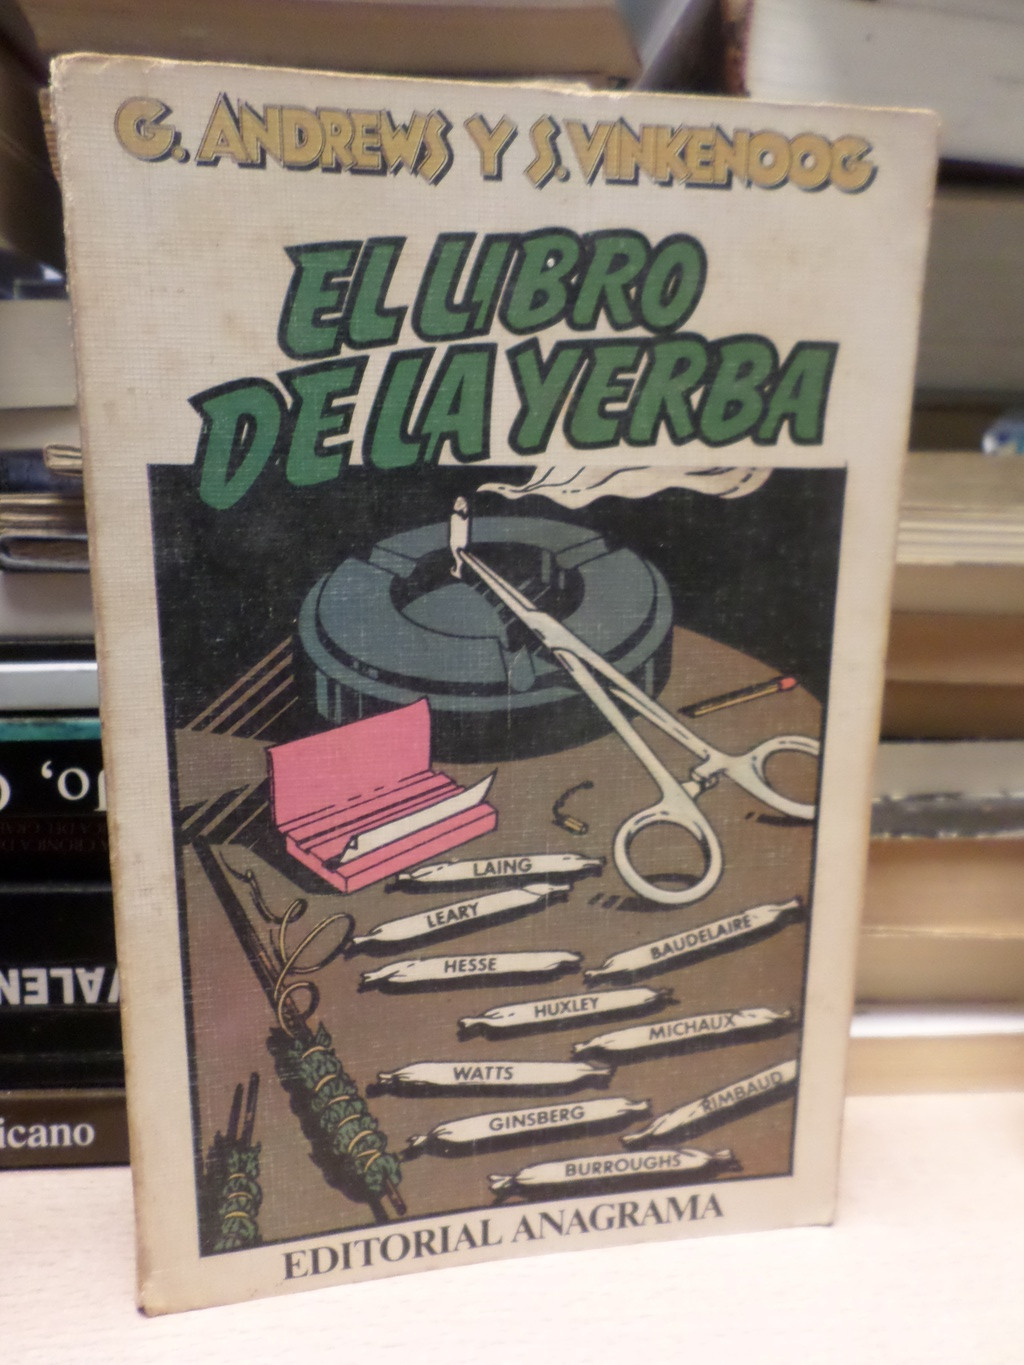 G. ANDREWS Y S. VINKENOOG
EL LIBRO
DE LA YERBA
LAING
LEARY
BAUDELAIRE
HESSE
HUXLEY
MICHAUX
WATTS
RIMBAUD
GINSBERG
BURROUGHS
EDITORIAL ANAGRAMA
icano